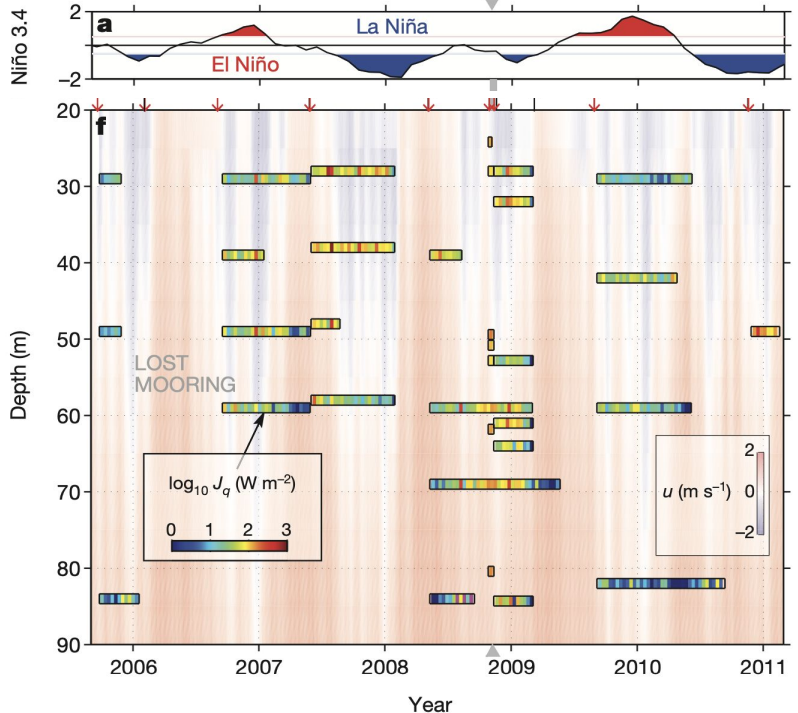 Niño 3.4
2
0
−2
a
La Niña
El Niño
f
Depth (m)
20
30
40
50
60
70
80
90
LOST
MOORING
log₁₀ J_q (W m⁻²)
0 1 2 3
u (m s⁻¹)
2
0
−2
2006 2007 2008 2009 2010 2011
Year